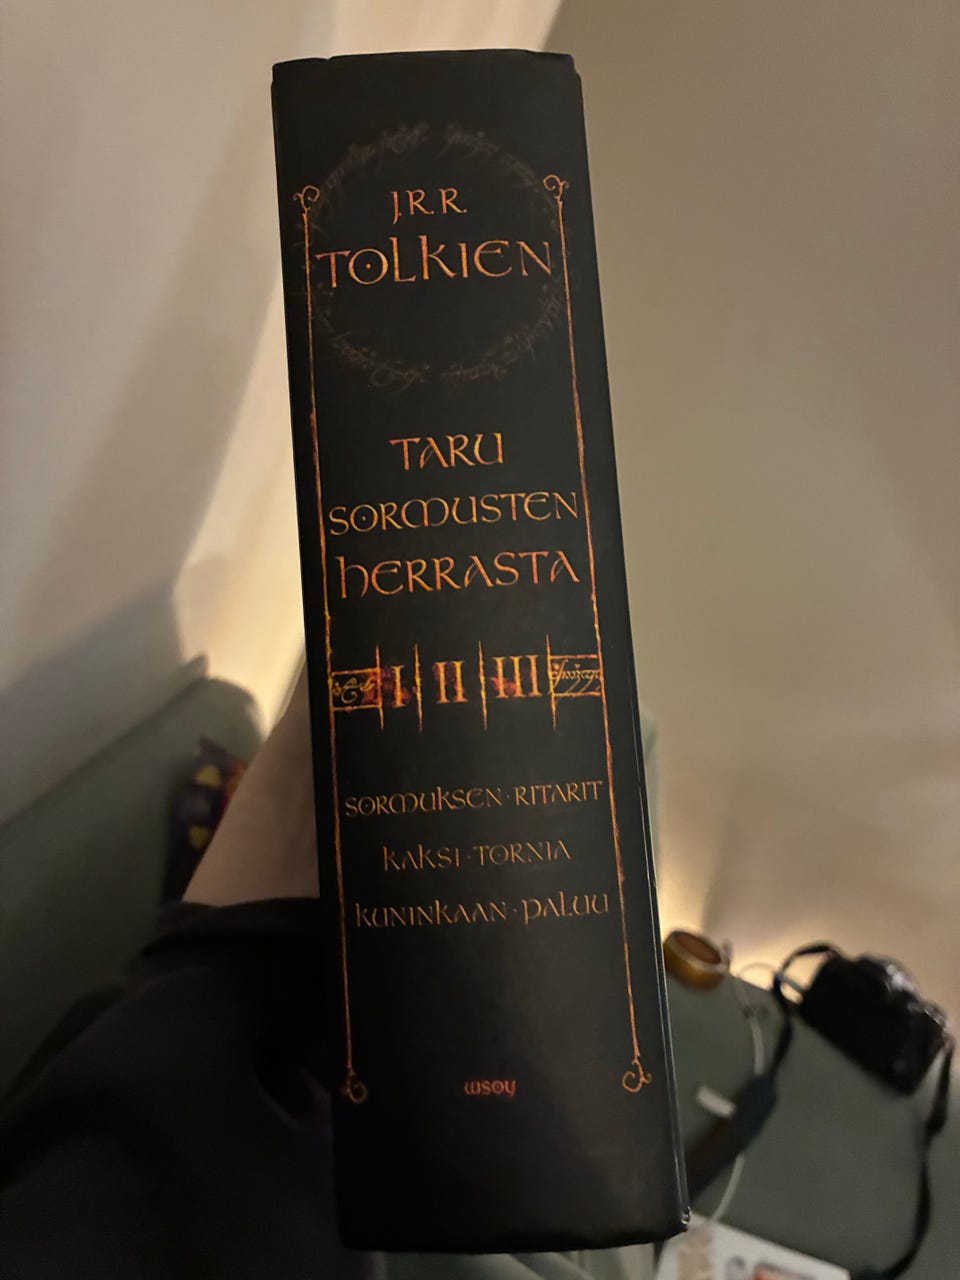 J.R.R.
TOLKIEN
TARU
SORMUSTEN
HERRASTA
I II III
SORMUKSEN · RITARIT
KAKSI · TORNIA
KUNINKAAN · PALUU
WSOY